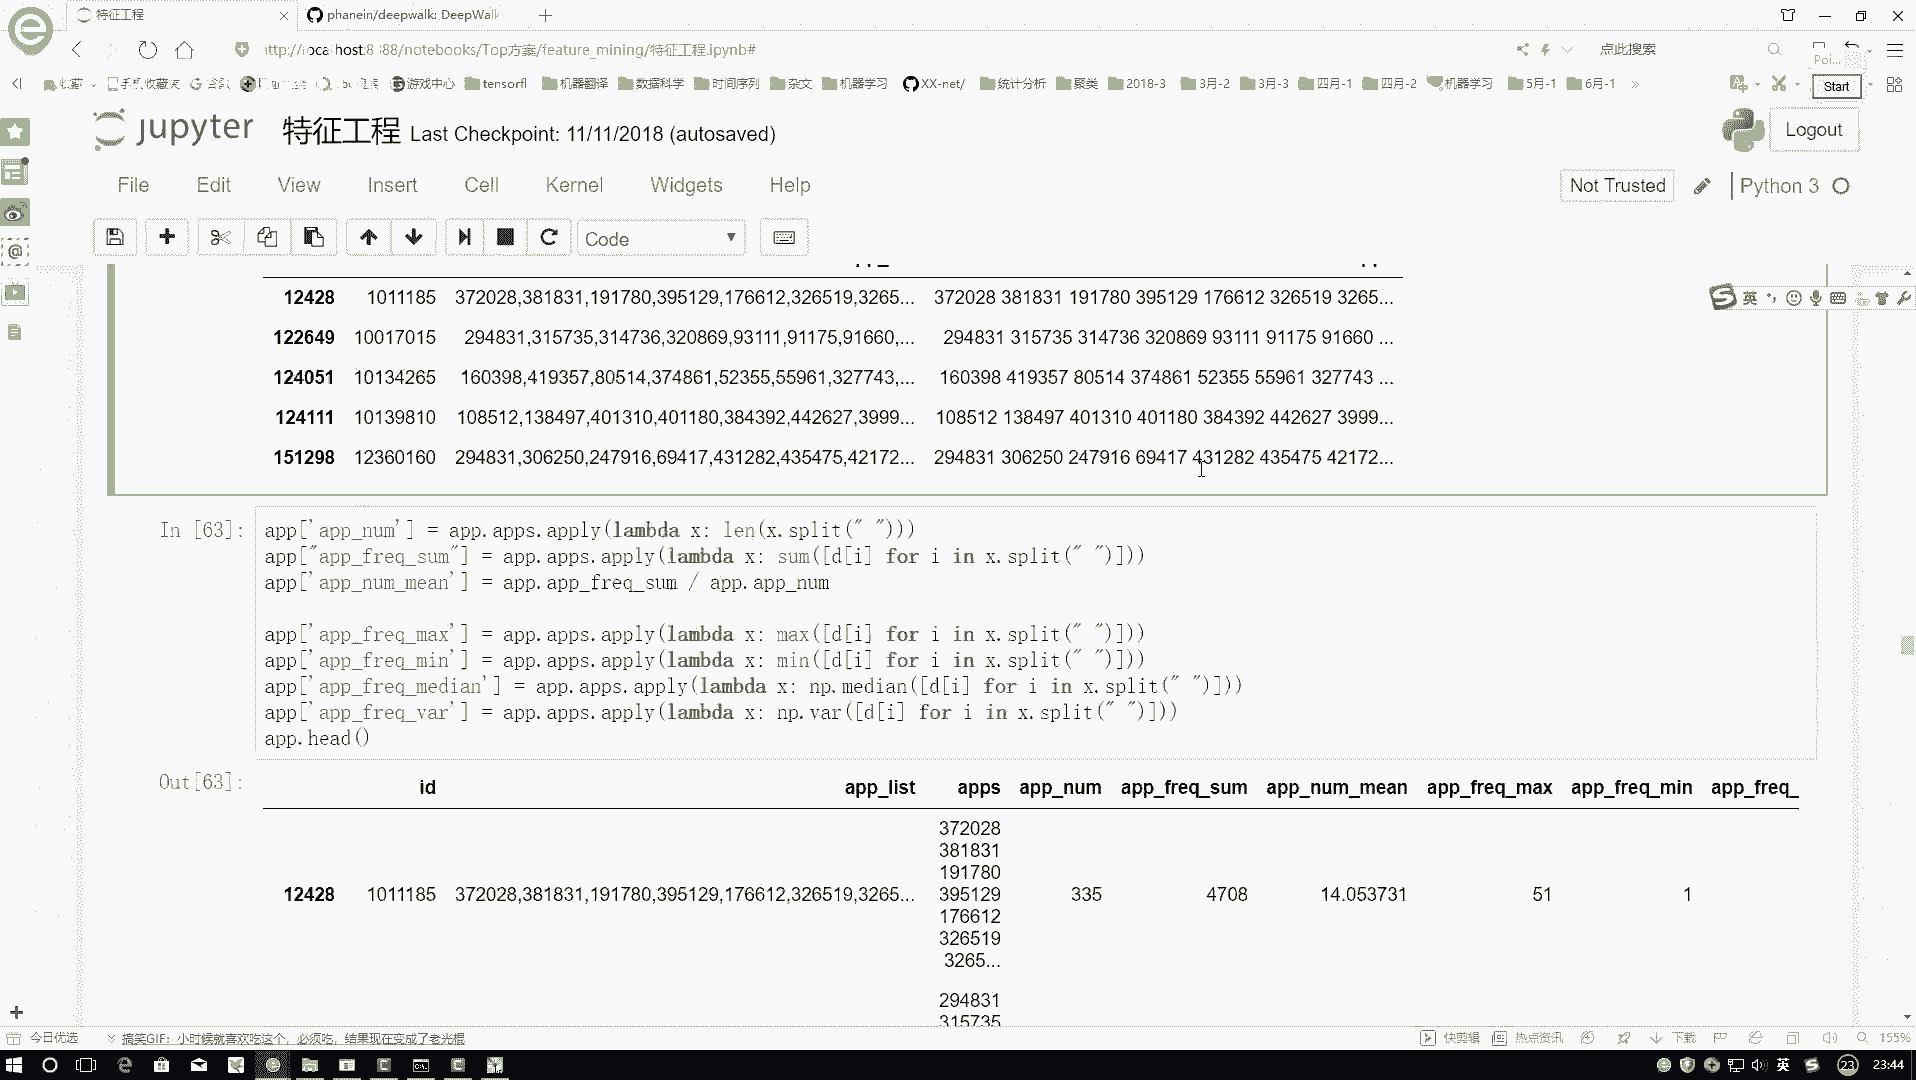 特征工程
phanein/deepwalk: DeepWalk
/notebooks/Top方案/feature_mining/特征工程.ipynb#
点此搜索
手机收藏夹 游戏中心 tensorfl 机器翻译 数据科学 时间序列 杂文 机器学习 XX-net/ 统计分析 聚类 2018-3 3月-2 3月-3 四月-1 四月-2 机器学习 5月-1 6月-1 »
Start
jupyter 特征工程 Last Checkpoint: 11/11/2018 (autosaved)
Logout
File Edit View Insert Cell Kernel Widgets Help
Not Trusted Python 3
Code
12428 1011185 372028,381831,191780,395129,176612,326519,3265... 372028 381831 191780 395129 176612 326519 3265...
122649 10017015 294831,315735,314736,320869,93111,91175,91660,... 294831 315735 314736 320869 93111 91175 91660 ...
124051 10134265 160398,419357,80514,374861,52355,55961,327743,... 160398 419357 80514 374861 52355 55961 327743 ...
124111 10139810 108512,138497,401310,401180,384392,442627,3999... 108512 138497 401310 401180 384392 442627 3999...
151298 12360160 294831,306250,247916,69417,431282,435475,42172... 294831 306250 247916 69417 431282 435475 42172...
In [63]:
app['app_num'] = app.apps.apply(lambda x: len(x.split(" ")))
app["app_freq_sum"] = app.apps.apply(lambda x: sum([d[i] for i in x.split(" ")]))
app['app_num_mean'] = app.app_freq_sum / app.app_num
app['app_freq_max'] = app.apps.apply(lambda x: max([d[i] for i in x.split(" ")]))
app['app_freq_min'] = app.apps.apply(lambda x: min([d[i] for i in x.split(" ")]))
app['app_freq_median'] = app.apps.apply(lambda x: np.median([d[i] for i in x.split(" ")]))
app['app_freq_var'] = app.apps.apply(lambda x: np.var([d[i] for i in x.split(" ")]))
app.head()
Out[63]:
id app_list apps app_num app_freq_sum app_num_mean app_freq_max app_freq_min app_freq_
372028
381831
191780
12428 1011185 372028,381831,191780,395129,176612,326519,3265... 395129 335 4708 14.053731 51 1
176612
326519
3265...
294831
315735
今日优选 搞笑GIF: 小时候就喜欢吃这个，必须吃，结果现在变成了老光棍
快剪辑 热点资讯 下载 155%
英
23 23:44